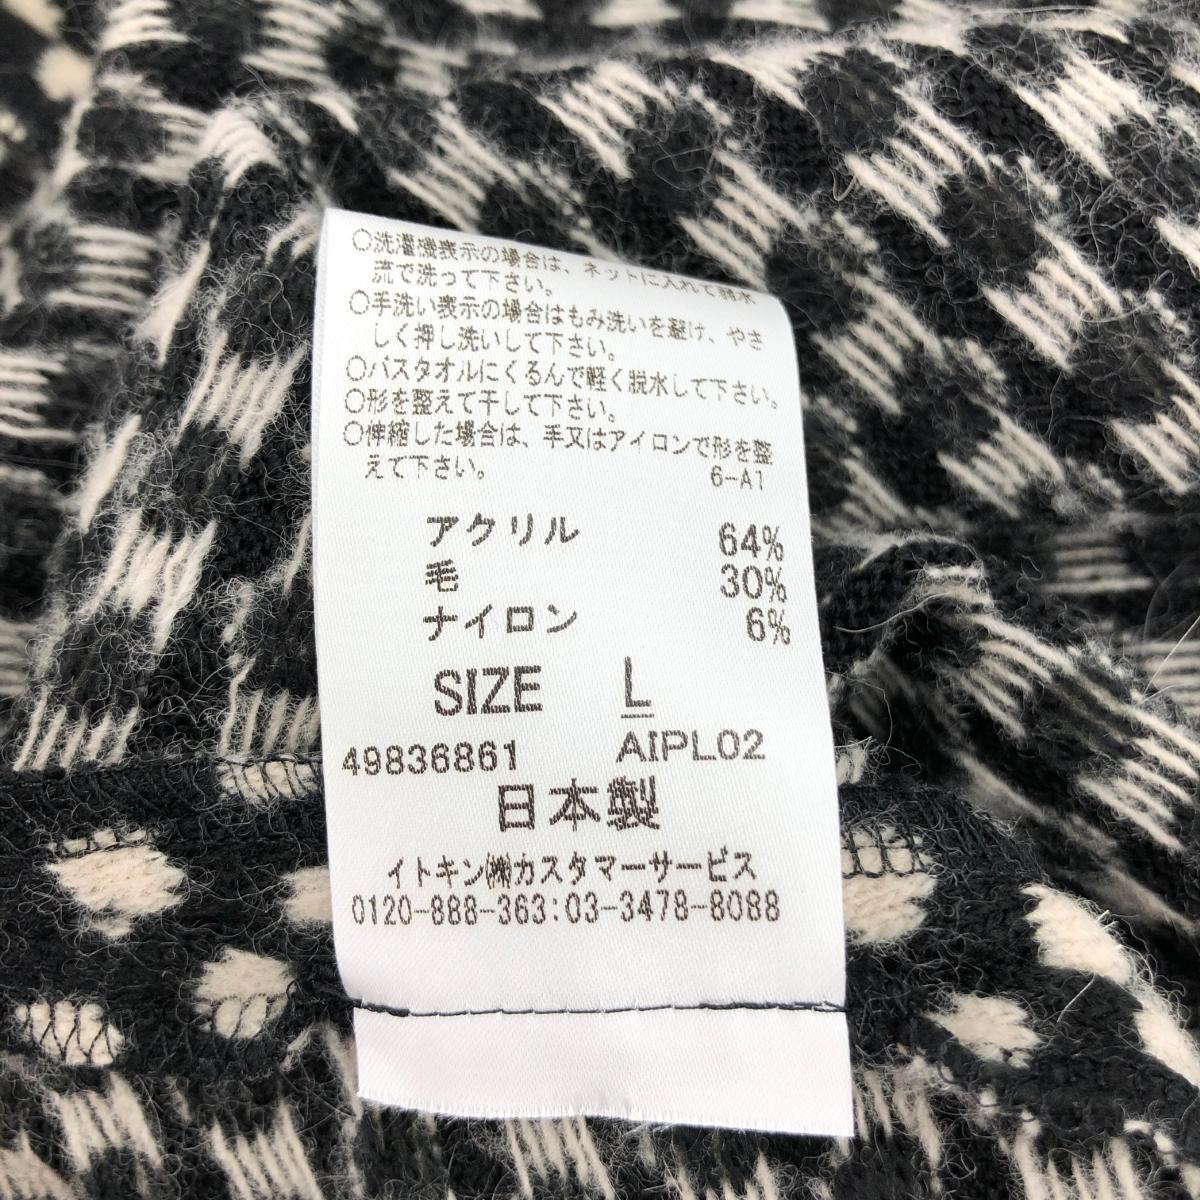 ○洗濯機表示の場合は、ネットに入れて弱水
流で洗って下さい。
○手洗い表示の場合はもみ洗いを避け、やさ
しく押し洗いして下さい。
○バスタオルにくるんで軽く脱水して下さい。
○形を整えて干して下さい。
○伸縮した場合は、手又はアイロンで形を整
えて下さい。
6-A1
アクリル 64%
毛 30%
ナイロン 6%
SIZE L
49836861 AIPL02
日本製
イトキン㈱カスタマーサービス
0120-888-363:03-3478-8088